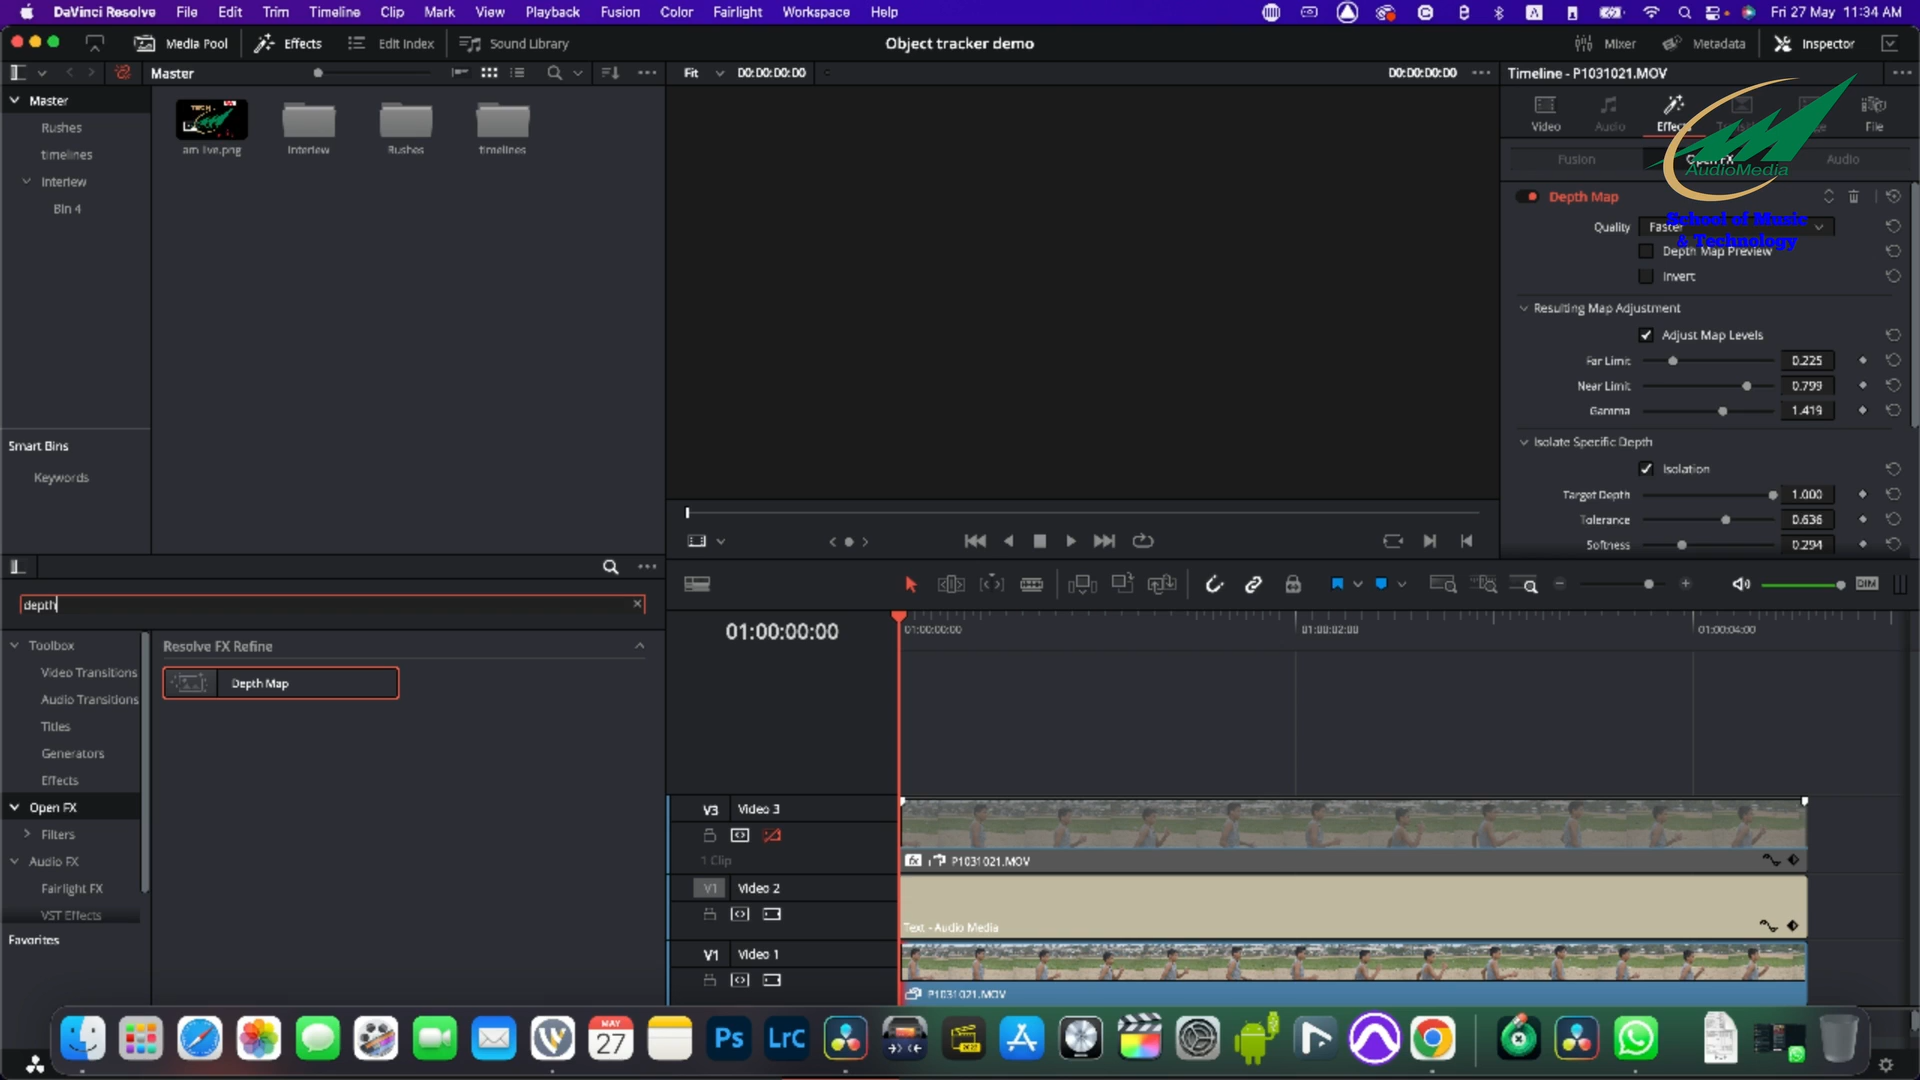 DaVinci Resolve File Edit Trim Timeline Clip Mark View Playback Fusion Color Fairlight Workspace Help Fri 27 May 11:34 AM
Media Pool Effects Edit Index Sound Library Object tracker demo Mixer Metadata Inspector
Master Fit 00:00:00:00 00:00:00:00 Timeline - P1031021.MOV
Master
Rushes
timelines
Interiew
Bin 4
am live.png Interiew Rushes timelines
Smart Bins
Keywords
Video Audio Effects File
Fusion Open FX Audio
AudioMedia
School of Music
& Technology
Depth Map
Quality Faster
Depth Map Preview
Invert
Resulting Map Adjustment
Adjust Map Levels
Far Limit 0.225
Near Limit 0.799
Gamma 1.419
Isolate Specific Depth
Isolation
Target Depth 1.000
Tolerance 0.636
Softness 0.294
DIM
depth
Toolbox
Video Transitions
Audio Transitions
Titles
Generators
Effects
Open FX
Filters
Audio FX
Fairlight FX
VST Effects
Favorites
Resolve FX Refine
Depth Map
01:00:00:00 01:00:00:00 01:00:02:00 01:00:04:00
V3 Video 3
1 Clip
fx P1031021.MOV
V1 Video 2
Text - Audio Media
V1 Video 1
P1031021.MOV
MAY
27
Ps
LrC